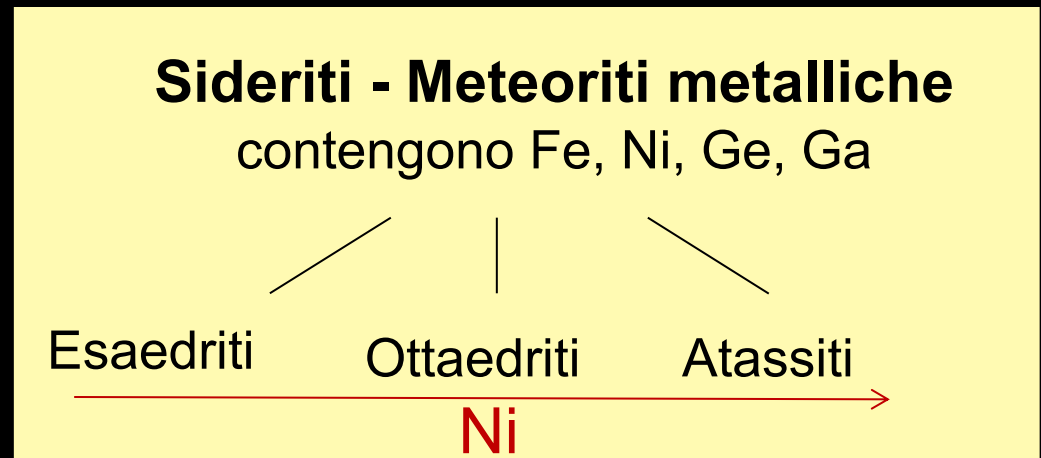 Sideriti - Meteoriti metalliche
contengono Fe, Ni, Ge, Ga
Esaedriti Ottaedriti Atassiti
Ni